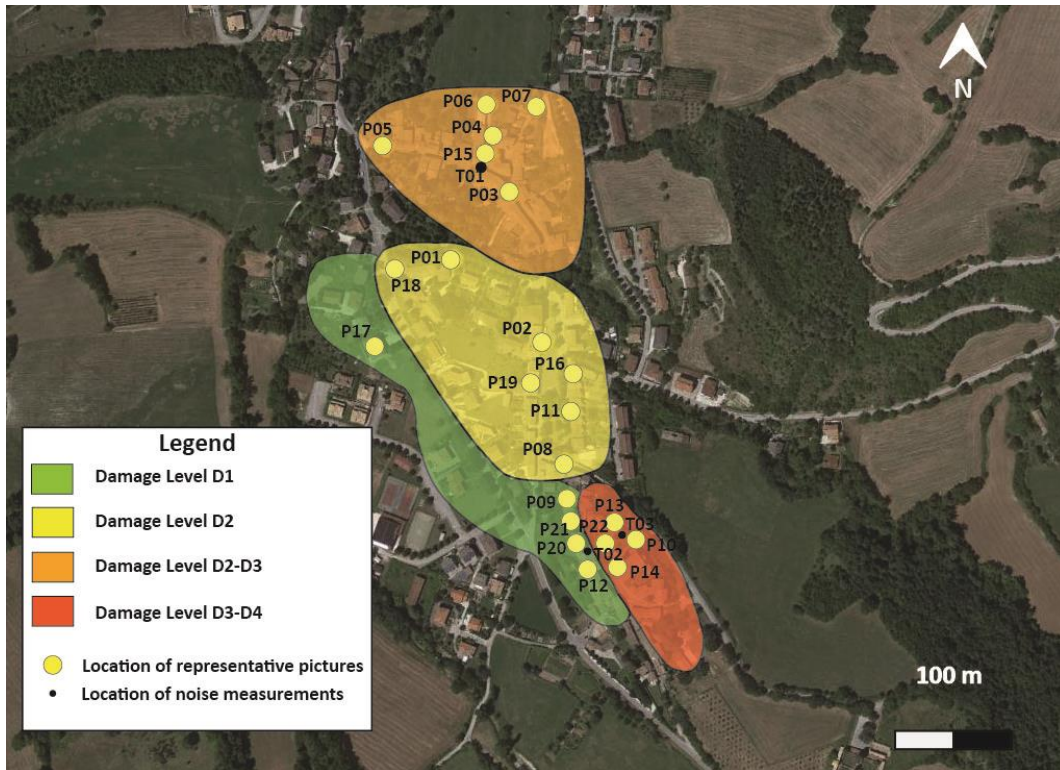 N
P06
P07
P05
P04
P15
T01
P03
P01
P18
P02
P17
P16
P19
P11
P08
P09
P13
P21
P22
T03
P20
T02
P10
P12
P14
Legend
Damage Level D1
Damage Level D2
Damage Level D2-D3
Damage Level D3-D4
Location of representative pictures
Location of noise measurements
100 m